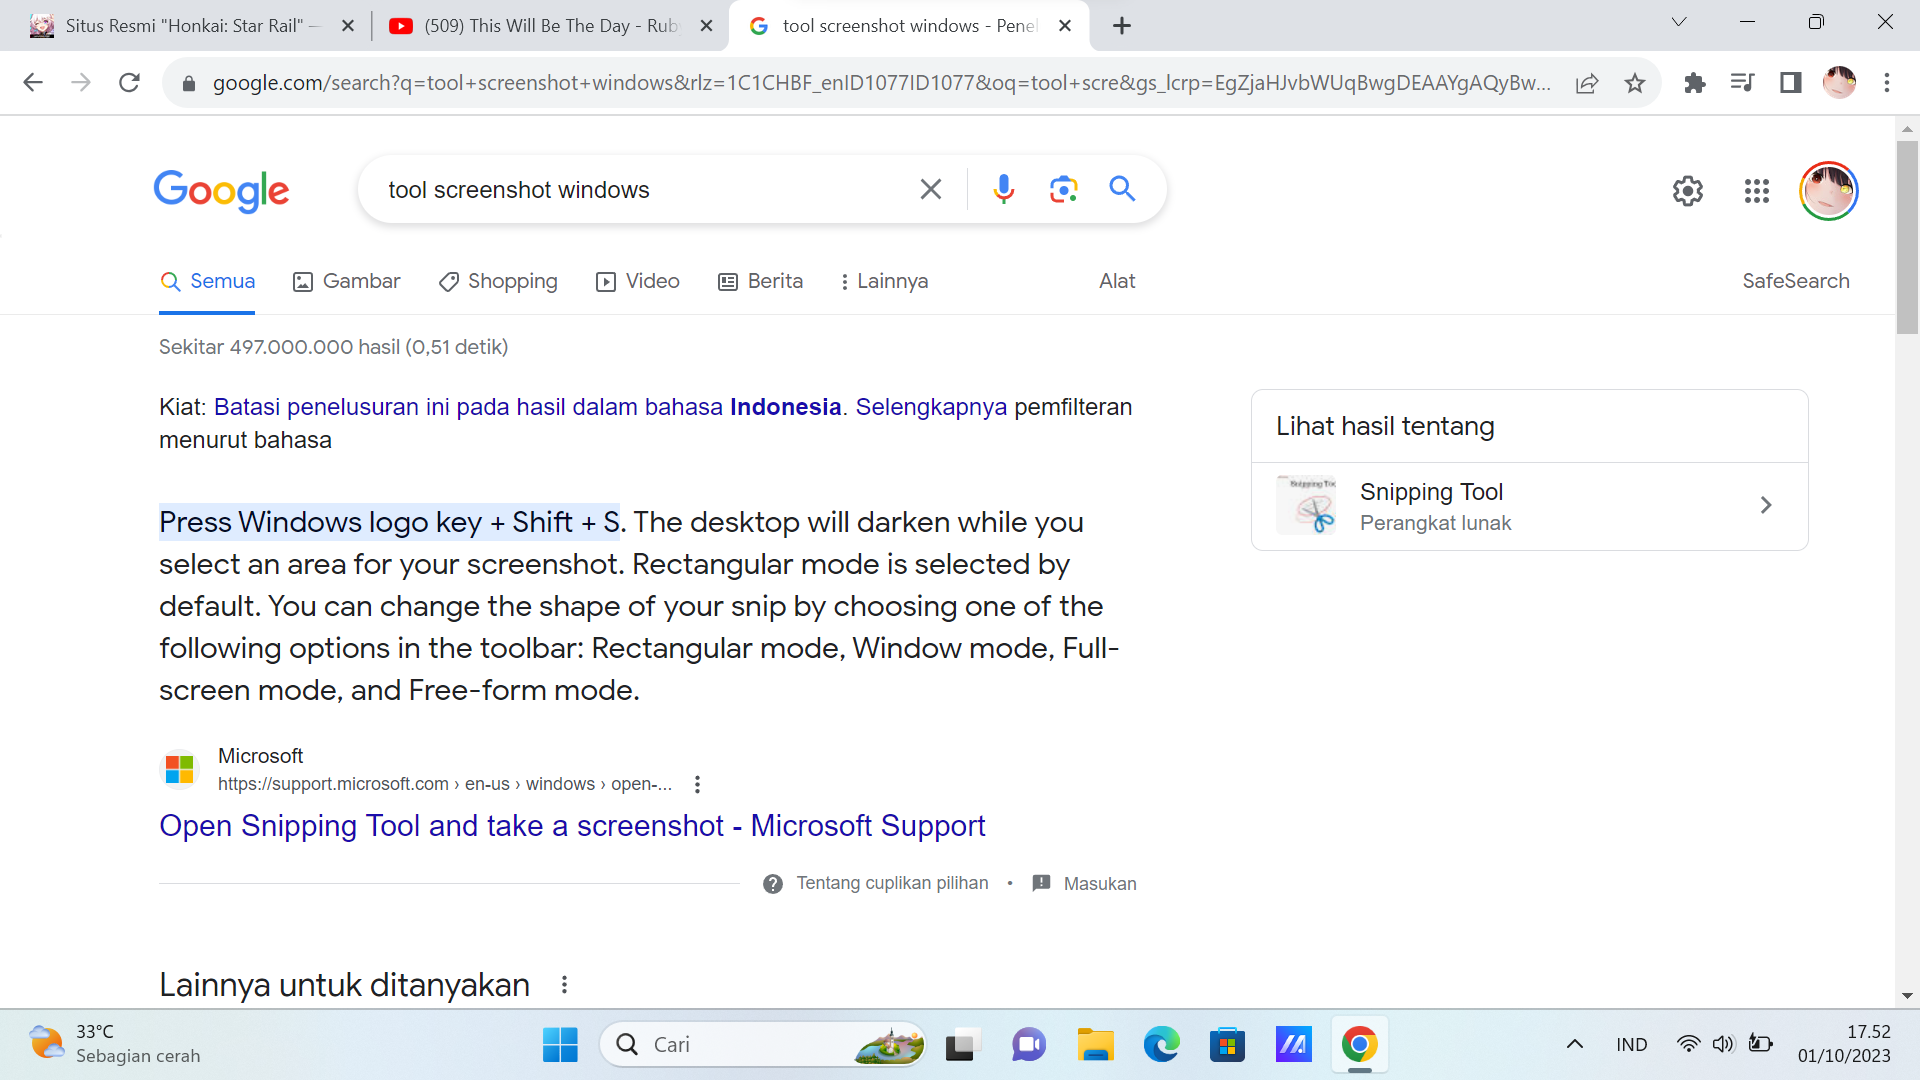 Situs Resmi "Honkai: Star Rail" –
(509) This Will Be The Day - Ruby
tool screenshot windows - Penel
google.com/search?q=tool+screenshot+windows&rlz=1C1CHBF_enID1077ID1077&oq=tool+scre&gs_lcrp=EgZjaHJvbWUqBwgDEAAYgAQyBw...
Google
tool screenshot windows
Semua
Gambar
Shopping
Video
Berita
Lainnya
Alat
SafeSearch
Sekitar 497.000.000 hasil (0,51 detik)
Kiat: Batasi penelusuran ini pada hasil dalam bahasa Indonesia. Selengkapnya pemfilteran
menurut bahasa
Lihat hasil tentang
Snipping Tool
Snipping Tool
Perangkat lunak
Press Windows logo key + Shift + S. The desktop will darken while you
select an area for your screenshot. Rectangular mode is selected by
default. You can change the shape of your snip by choosing one of the
following options in the toolbar: Rectangular mode, Window mode, Full-
screen mode, and Free-form mode.
Microsoft
https://support.microsoft.com › en-us › windows › open-...
Open Snipping Tool and take a screenshot - Microsoft Support
Tentang cuplikan pilihan • Masukan
Lainnya untuk ditanyakan
33°C
Sebagian cerah
Cari
IND
17.52
01/10/2023